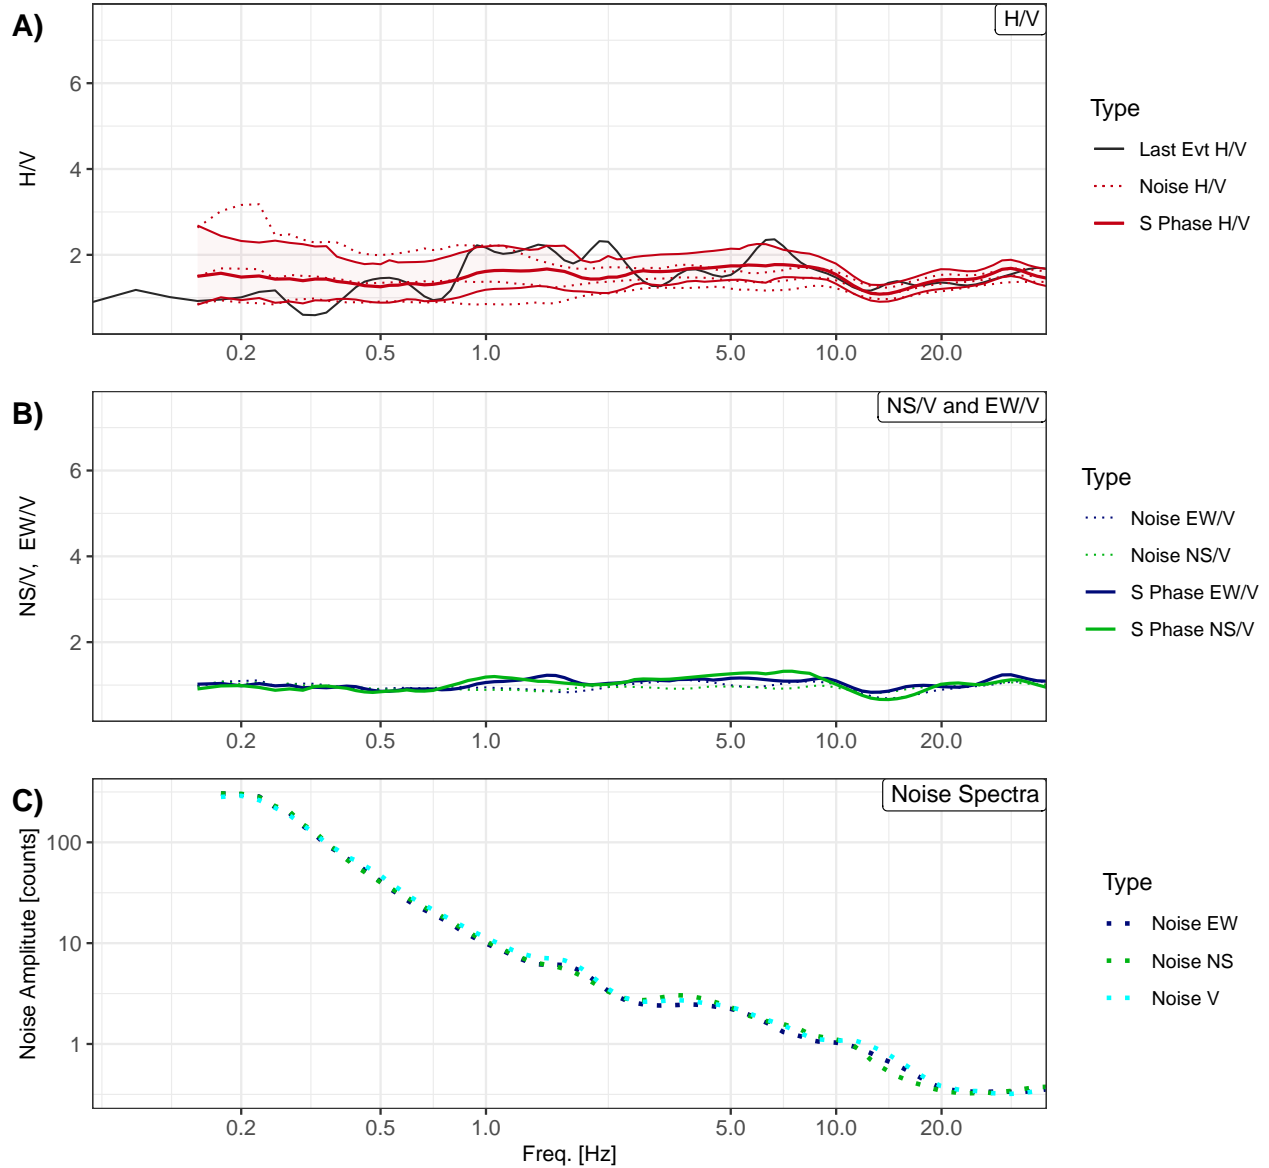 A)
H/V
H/V
6
4
2
0.2 0.5 1.0 5.0 10.0 20.0
Type
Last Evt H/V
Noise H/V
S Phase H/V
B)
NS/V and EW/V
NS/V, EW/V
6
4
2
0.2 0.5 1.0 5.0 10.0 20.0
Type
Noise EW/V
Noise NS/V
S Phase EW/V
S Phase NS/V
C)
Noise Spectra
Noise Amplitute [counts]
100
10
1
0.2 0.5 1.0 5.0 10.0 20.0
Freq. [Hz]
Type
Noise EW
Noise NS
Noise V